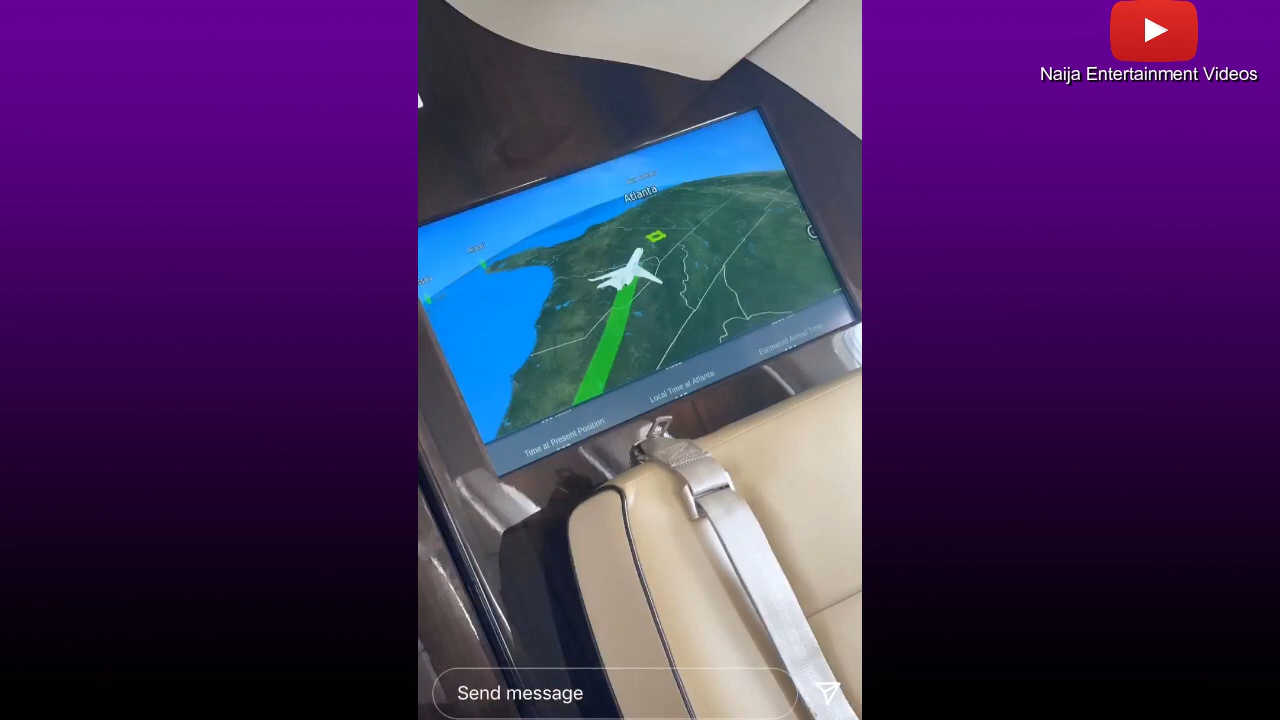 Naija Entertainment Videos
Atlanta
Time at Present Position:
Local Time at Atlanta:
Estimated Arrival Time
Send message